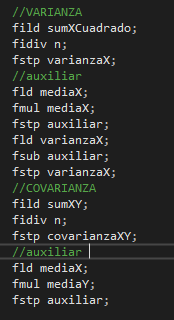 //VARIANZA
fild sumXCuadrado;
fidiv n;
fstp varianzaX;
//auxiliar
fld mediaX;
fmul mediaX;
fstp auxiliar;
fld varianzaX;
fsub auxiliar;
fstp varianzaX;
//COVARIANZA
fild sumXY;
fidiv n;
fstp covarianzaXY;
//auxiliar
fld mediaX;
fmul mediaY;
fstp auxiliar;